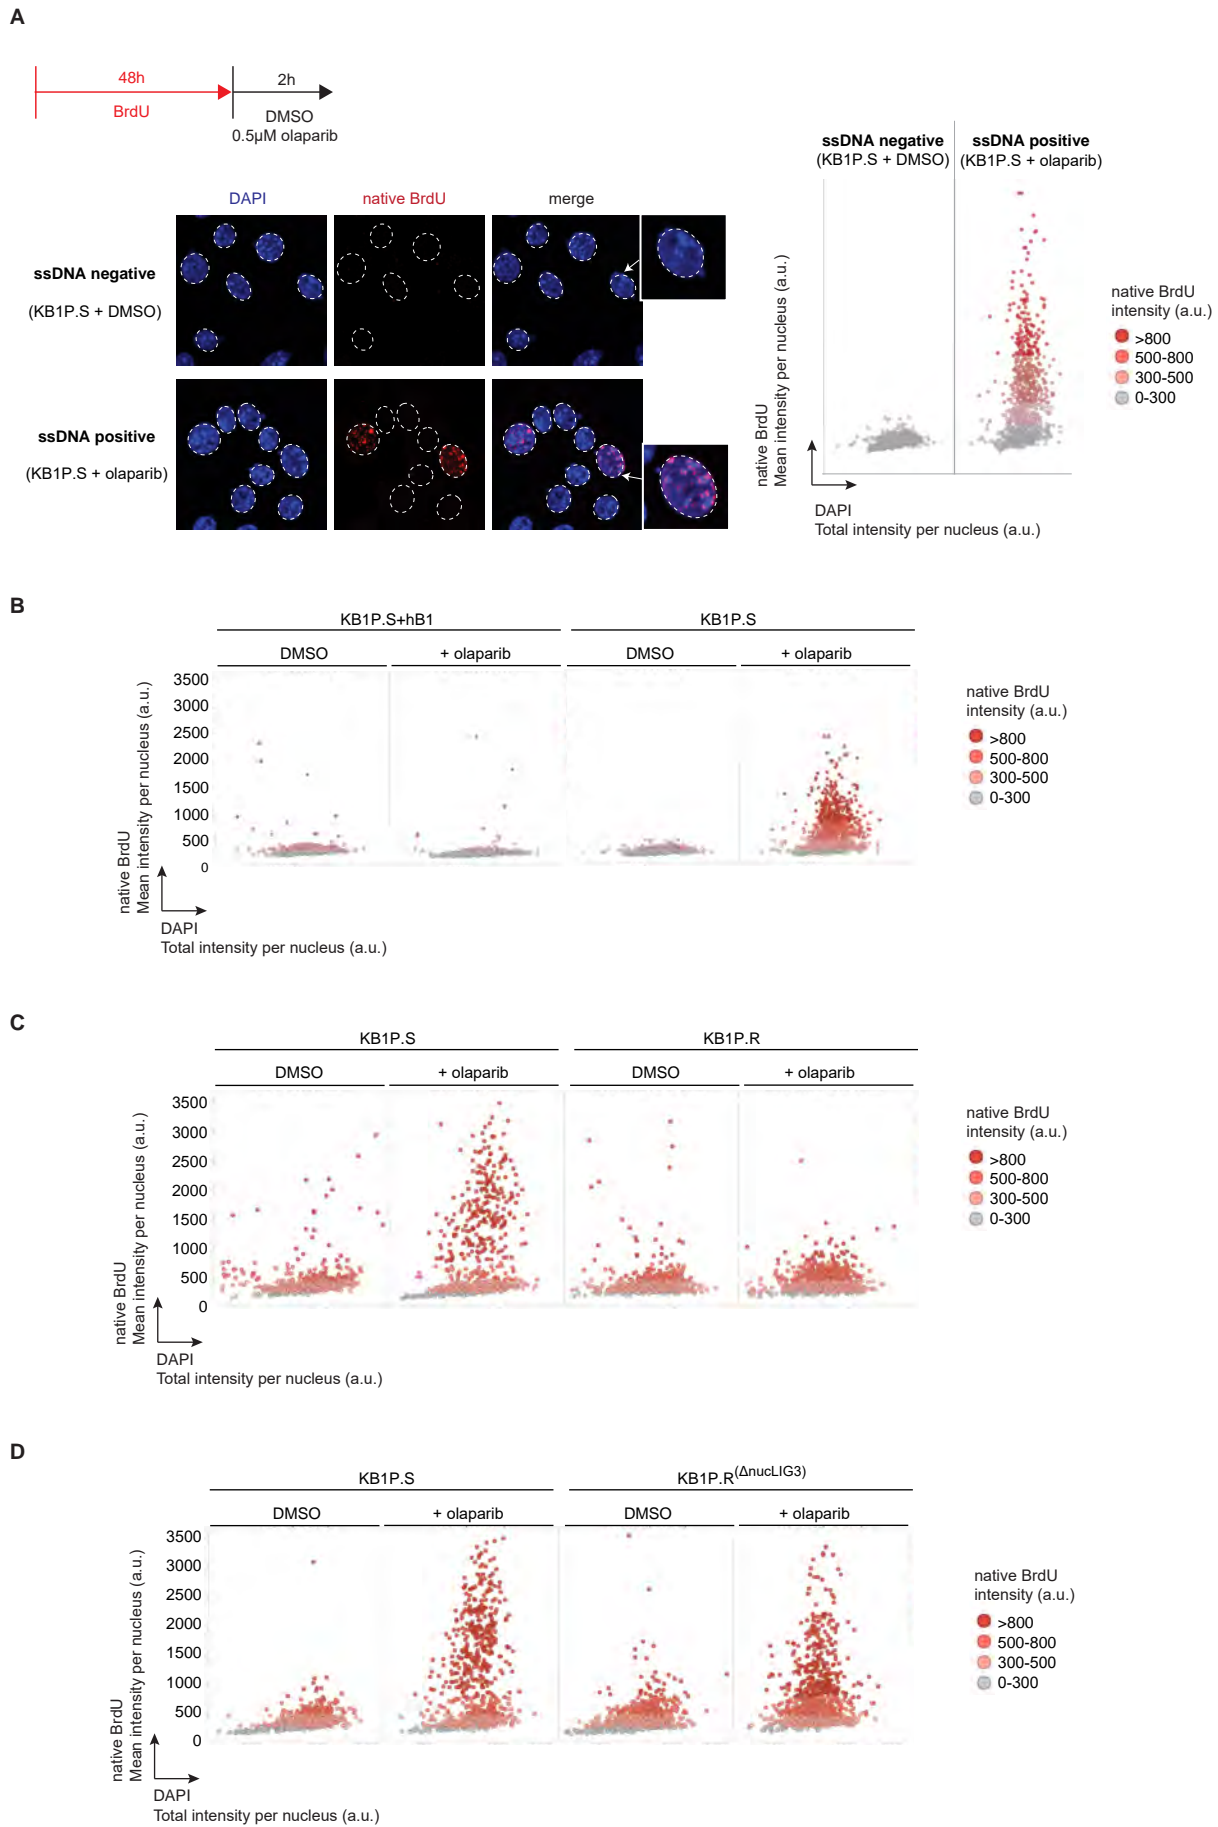 A
48h
2h
BrdU
DMSO
0.5µM olaparib
DAPI
native BrdU
merge
ssDNA negative
(KB1P.S + DMSO)
ssDNA positive
(KB1P.S + olaparib)
ssDNA negative
(KB1P.S + DMSO)
ssDNA positive
(KB1P.S + olaparib)
native BrdU
Mean intensity per nucleus (a.u.)
DAPI
Total intensity per nucleus (a.u.)
native BrdU
intensity (a.u.)
>800
500-800
300-500
0-300
B
KB1P.S+hB1
KB1P.S
DMSO
+ olaparib
DMSO
+ olaparib
3500
3000
2500
2000
1500
1000
500
0
native BrdU
Mean intensity per nucleus (a.u.)
DAPI
Total intensity per nucleus (a.u.)
native BrdU
intensity (a.u.)
>800
500-800
300-500
0-300
C
KB1P.S
KB1P.R
DMSO
+ olaparib
DMSO
+ olaparib
3500
3000
2500
2000
1500
1000
500
0
native BrdU
Mean intensity per nucleus (a.u.)
DAPI
Total intensity per nucleus (a.u.)
native BrdU
intensity (a.u.)
>800
500-800
300-500
0-300
D
KB1P.S
KB1P.R(ΔnucLIG3)
DMSO
+ olaparib
DMSO
+ olaparib
3500
3000
2500
2000
1500
1000
500
0
native BrdU
Mean intensity per nucleus (a.u.)
DAPI
Total intensity per nucleus (a.u.)
native BrdU
intensity (a.u.)
>800
500-800
300-500
0-300